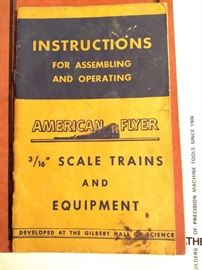 INSTRUCTIONS
FOR ASSEMBLING
AND OPERATING
AMERICAN FLYER
3/16" SCALE TRAINS
AND
EQUIPMENT
DEVELOPED AT THE GILBERT HALL OF SCIENCE
BUILDERS OF PRECISION MACHINE TOOLS SINCE 1906
THE